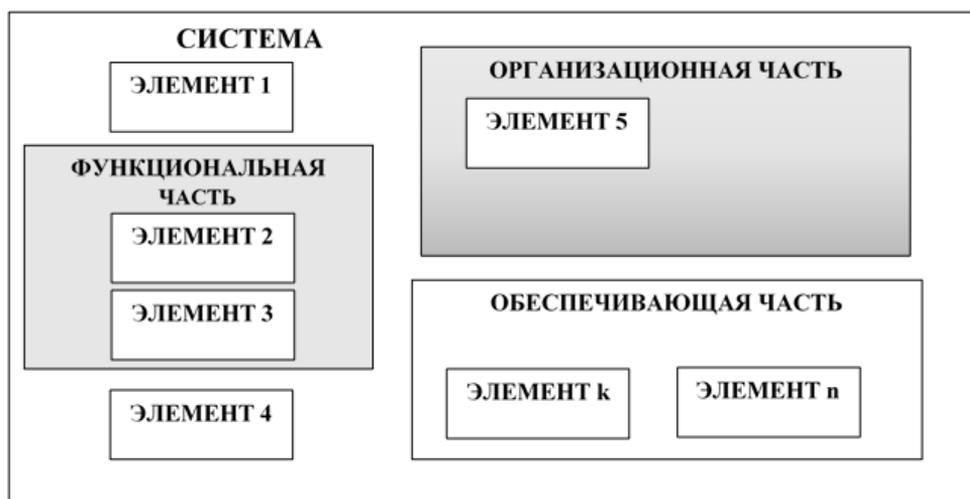 СИСТЕМА
ЭЛЕМЕНТ 1
ФУНКЦИОНАЛЬНАЯ
ЧАСТЬ
ЭЛЕМЕНТ 2
ЭЛЕМЕНТ 3
ЭЛЕМЕНТ 4
ОРГАНИЗАЦИОННАЯ ЧАСТЬ
ЭЛЕМЕНТ 5
ОБЕСПЕЧИВАЮЩАЯ ЧАСТЬ
ЭЛЕМЕНТ k
ЭЛЕМЕНТ n